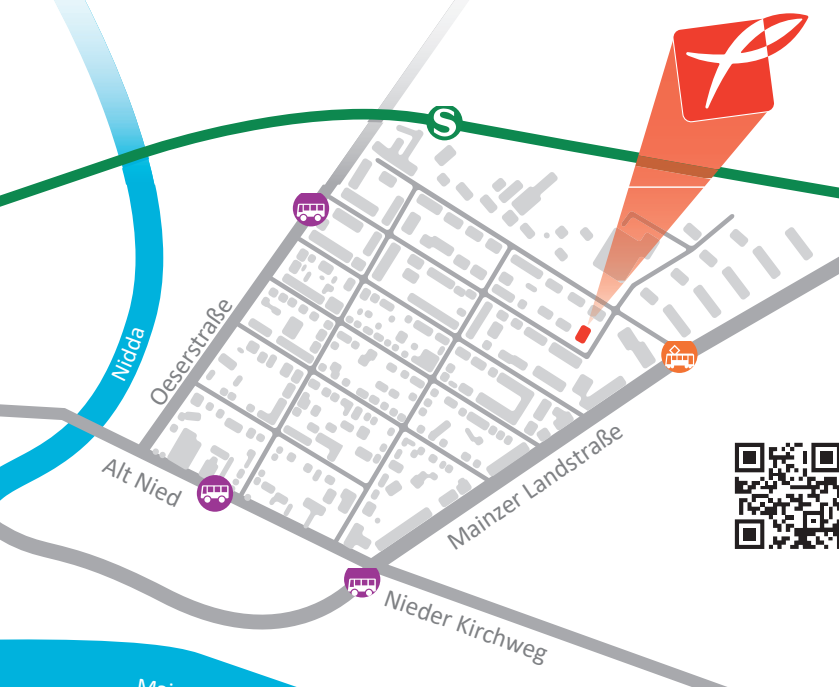 S
Nidda
Oeserstraße
Alt Nied
Mainzer Landstraße
Nieder Kirchweg